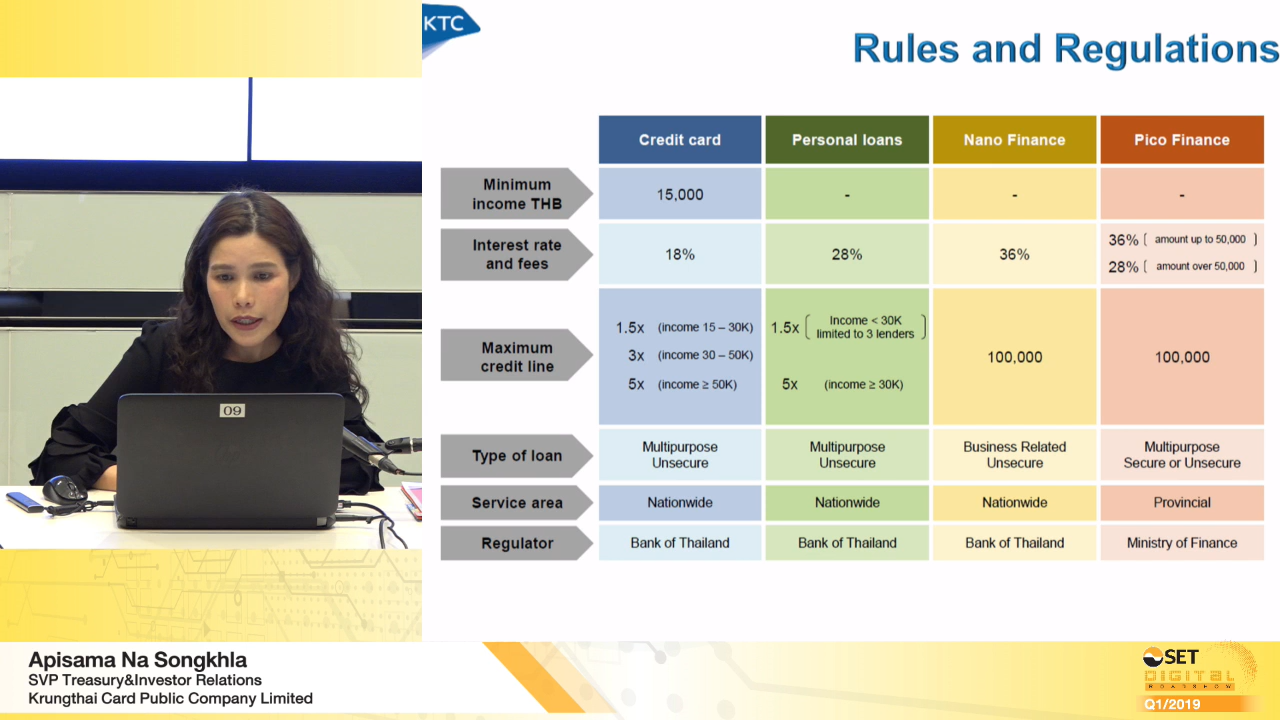 KTC
Rules and Regulations
Credit card
Personal loans
Nano Finance
Pico Finance
Minimum
income THB
15,000
-
-
-
Interest rate
and fees
18%
28%
36%
36% [ amount up to 50,000 ]
28% [ amount over 50,000 ]
Maximum
credit line
1.5x (income 15 – 30K)
3x (income 30 – 50K)
5x (income ≥ 50K)
1.5x [ Income < 30K
limited to 3 lenders ]
5x (income ≥ 30K)
100,000
100,000
Type of loan
Multipurpose
Unsecure
Multipurpose
Unsecure
Business Related
Unsecure
Multipurpose
Secure or Unsecure
Service area
Nationwide
Nationwide
Nationwide
Provincial
Regulator
Bank of Thailand
Bank of Thailand
Bank of Thailand
Ministry of Finance
09
Apisama Na Songkhla
SVP Treasury&Investor Relations
Krungthai Card Public Company Limited
SET
DIGITAL
ROADSHOW
Q1/2019